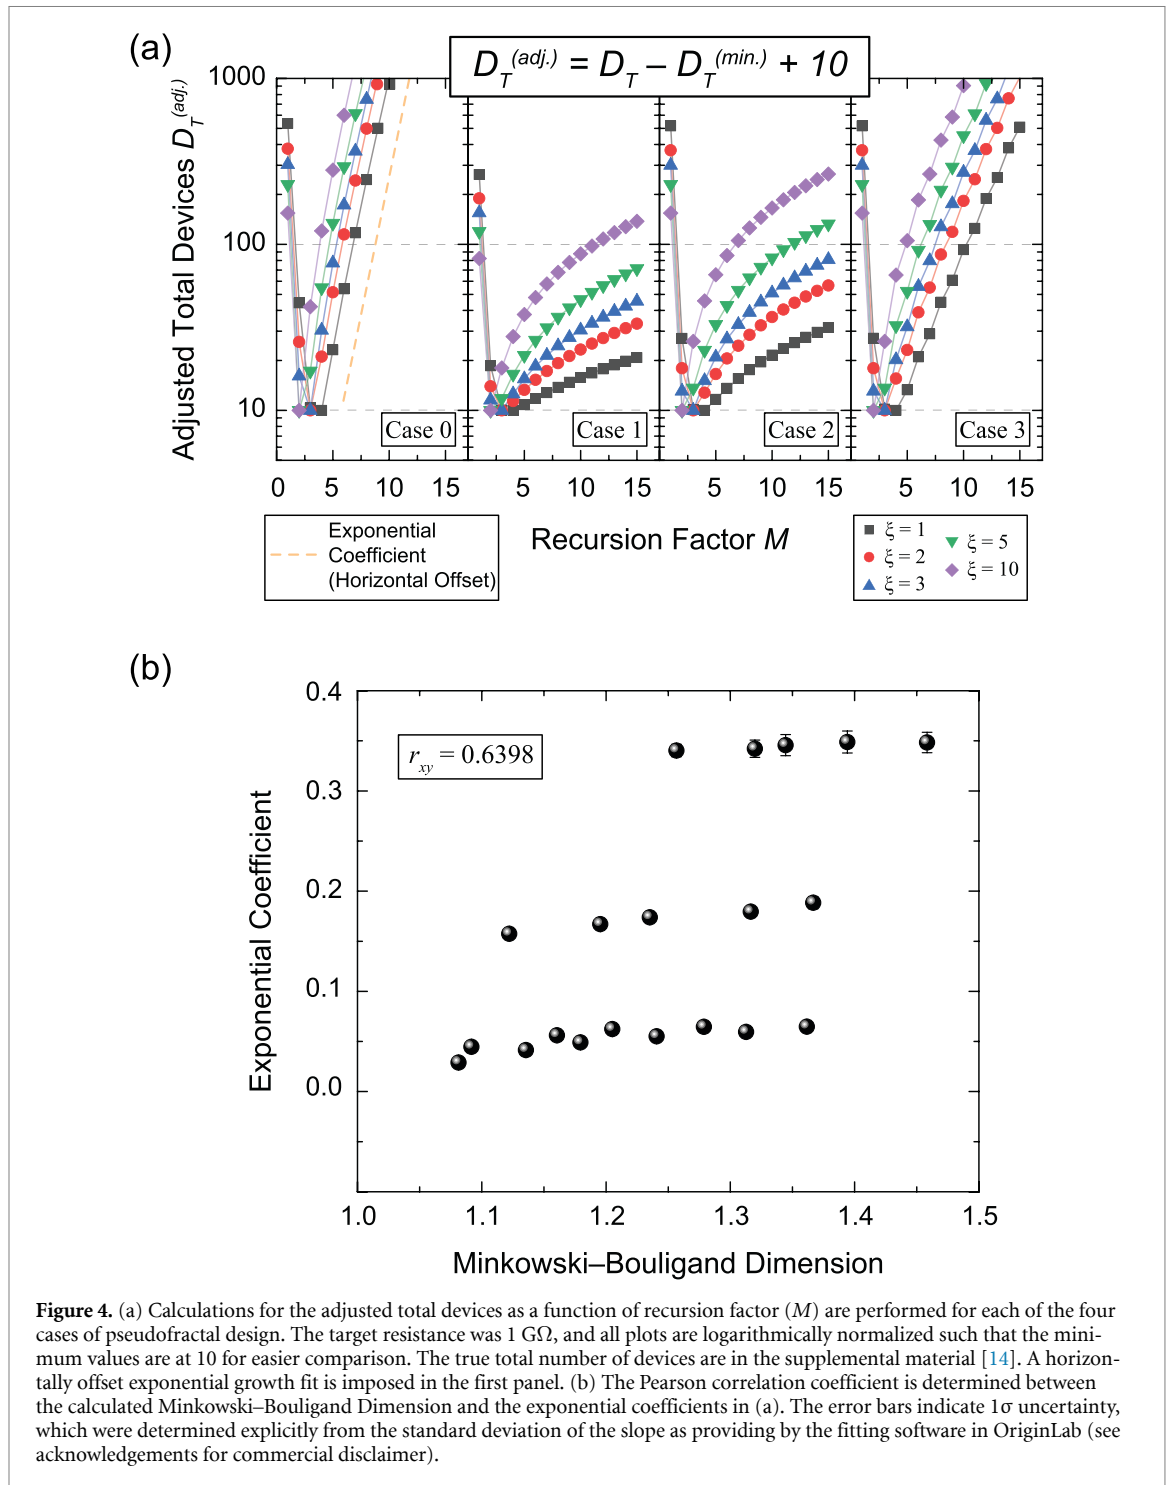 (a)
D_T^(adj.) = D_T – D_T^(min.) + 10
1000
100
10
Adjusted Total Devices D_T^(adj.)
Case 0
Case 1
Case 2
Case 3
0 5 10 15 5 10 15 5 10 15 5 10 15
Recursion Factor M
Exponential
Coefficient
(Horizontal Offset)
ξ = 1
ξ = 2
ξ = 3
ξ = 5
ξ = 10
(b)
0.4
0.3
0.2
0.1
0.0
Exponential Coefficient
r_xy = 0.6398
1.0 1.1 1.2 1.3 1.4 1.5
Minkowski–Bouligand Dimension
Figure 4. (a) Calculations for the adjusted total devices as a function of recursion factor (M) are performed for each of the four
cases of pseudofractal design. The target resistance was 1 GΩ, and all plots are logarithmically normalized such that the mini-
mum values are at 10 for easier comparison. The true total number of devices are in the supplemental material [14]. A horizon-
tally offset exponential growth fit is imposed in the first panel. (b) The Pearson correlation coefficient is determined between
the calculated Minkowski–Bouligand Dimension and the exponential coefficients in (a). The error bars indicate 1σ uncertainty,
which were determined explicitly from the standard deviation of the slope as providing by the fitting software in OriginLab (see
acknowledgements for commercial disclaimer).